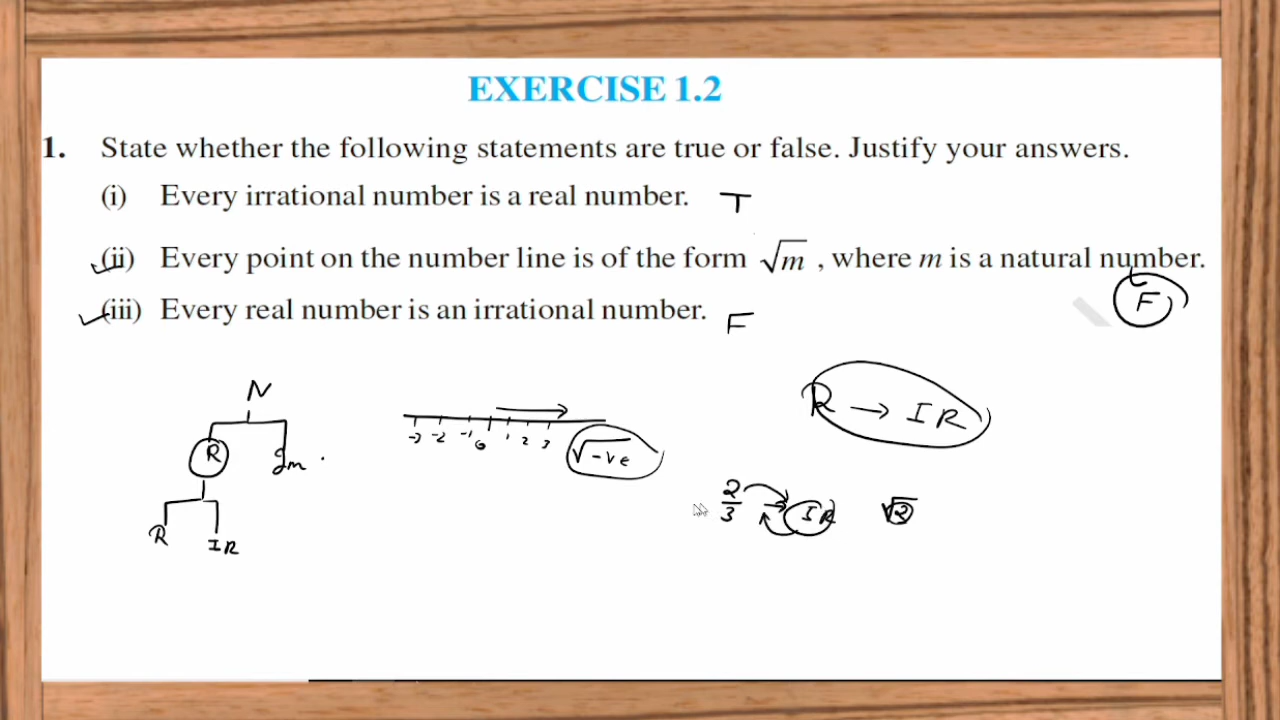 EXERCISE 1.2
1. State whether the following statements are true or false. Justify your answers.
(i) Every irrational number is a real number. T
(ii) Every point on the number line is of the form √m , where m is a natural number.
F
(iii) Every real number is an irrational number. F
N
R Im .
R IR
-3 -2 -1 0 1 2 3
√-ve
R → IR
2/3 → IR √2